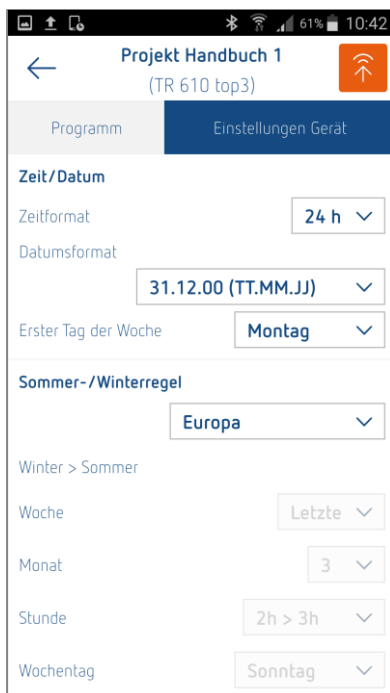 61% 10:42
Projekt Handbuch 1
(TR 610 top3)
Programm Einstellungen Gerät
Zeit/Datum
Zeitformat 24 h
Datumsformat
31.12.00 (TT.MM.JJ)
Erster Tag der Woche Montag
Sommer-/Winterregel
Europa
Winter > Sommer
Woche Letzte
Monat 3
Stunde 2h > 3h
Wochentag Sonntag